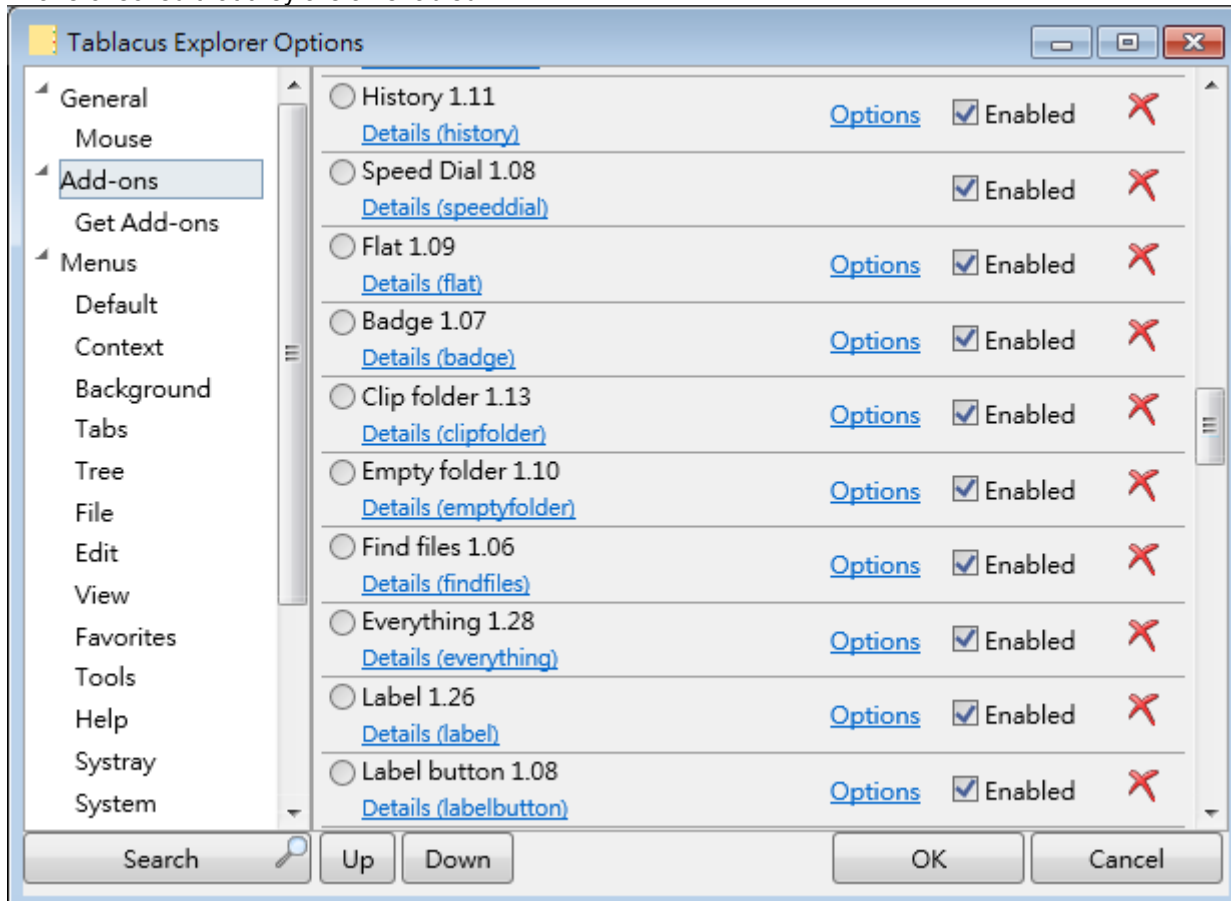 Tablacus Explorer Options
General
Mouse
Add-ons
Get Add-ons
Menus
Default
Context
Background
Tabs
Tree
File
Edit
View
Favorites
Tools
Help
Systray
System
History 1.11
Details (history)
Options
Enabled
Speed Dial 1.08
Details (speeddial)
Enabled
Flat 1.09
Details (flat)
Options
Enabled
Badge 1.07
Details (badge)
Options
Enabled
Clip folder 1.13
Details (clipfolder)
Options
Enabled
Empty folder 1.10
Details (emptyfolder)
Options
Enabled
Find files 1.06
Details (findfiles)
Options
Enabled
Everything 1.28
Details (everything)
Options
Enabled
Label 1.26
Details (label)
Options
Enabled
Label button 1.08
Details (labelbutton)
Options
Enabled
Search
Up
Down
OK
Cancel